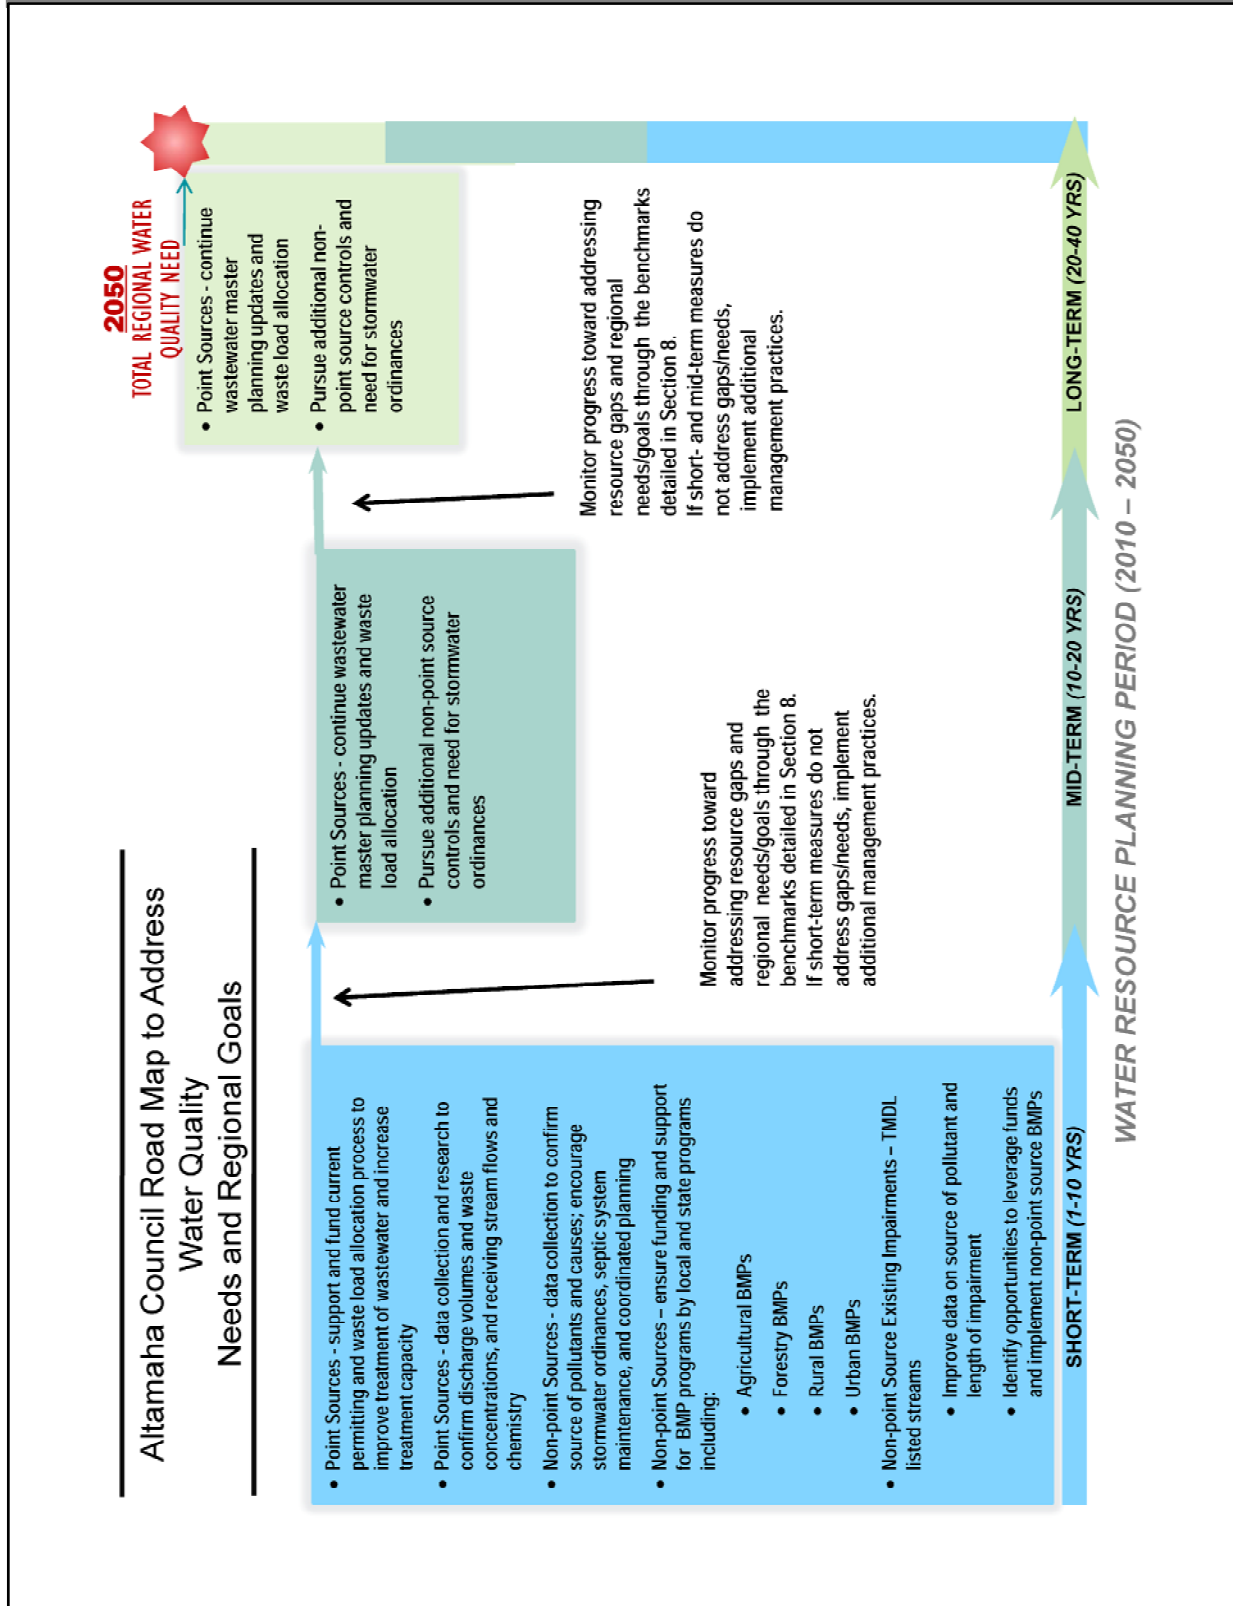 Altamaha Council Road Map to Address
Water Quality
Needs and Regional Goals
2050
TOTAL REGIONAL WATER
QUALITY NEED
• Point Sources - support and fund current
permitting and waste load allocation process to
improve treatment of wastewater and increase
treatment capacity
• Point Sources - data collection and research to
confirm discharge volumes and waste
concentrations, and receiving stream flows and
chemistry
• Non-point Sources - data collection to confirm
source of pollutants and causes; encourage
stormwater ordinances, septic system
maintenance, and coordinated planning
• Non-point Sources – ensure funding and support
for BMP programs by local and state programs
including:
• Agricultural BMPs
• Forestry BMPs
• Rural BMPs
• Urban BMPs
• Non-point Source Existing Impairments – TMDL
listed streams
• Improve data on source of pollutant and
length of impairment
• Identify opportunities to leverage funds
and implement non-point source BMPs
Monitor progress toward
addressing resource gaps and
regional needs/goals through the
benchmarks detailed in Section 8.
If short-term measures do not
address gaps/needs, implement
additional management practices.
• Point Sources - continue wastewater
master planning updates and waste
load allocation
• Pursue additional non-point source
controls and need for stormwater
ordinances
Monitor progress toward addressing
resource gaps and regional
needs/goals through the benchmarks
detailed in Section 8.
If short- and mid-term measures do
not address gaps/needs,
implement additional
management practices.
• Point Sources - continue
wastewater master
planning updates and
waste load allocation
• Pursue additional non-
point source controls and
need for stormwater
ordinances
SHORT-TERM (1-10 YRS)
MID-TERM (10-20 YRS)
LONG-TERM (20-40 YRS)
WATER RESOURCE PLANNING PERIOD (2010 – 2050)